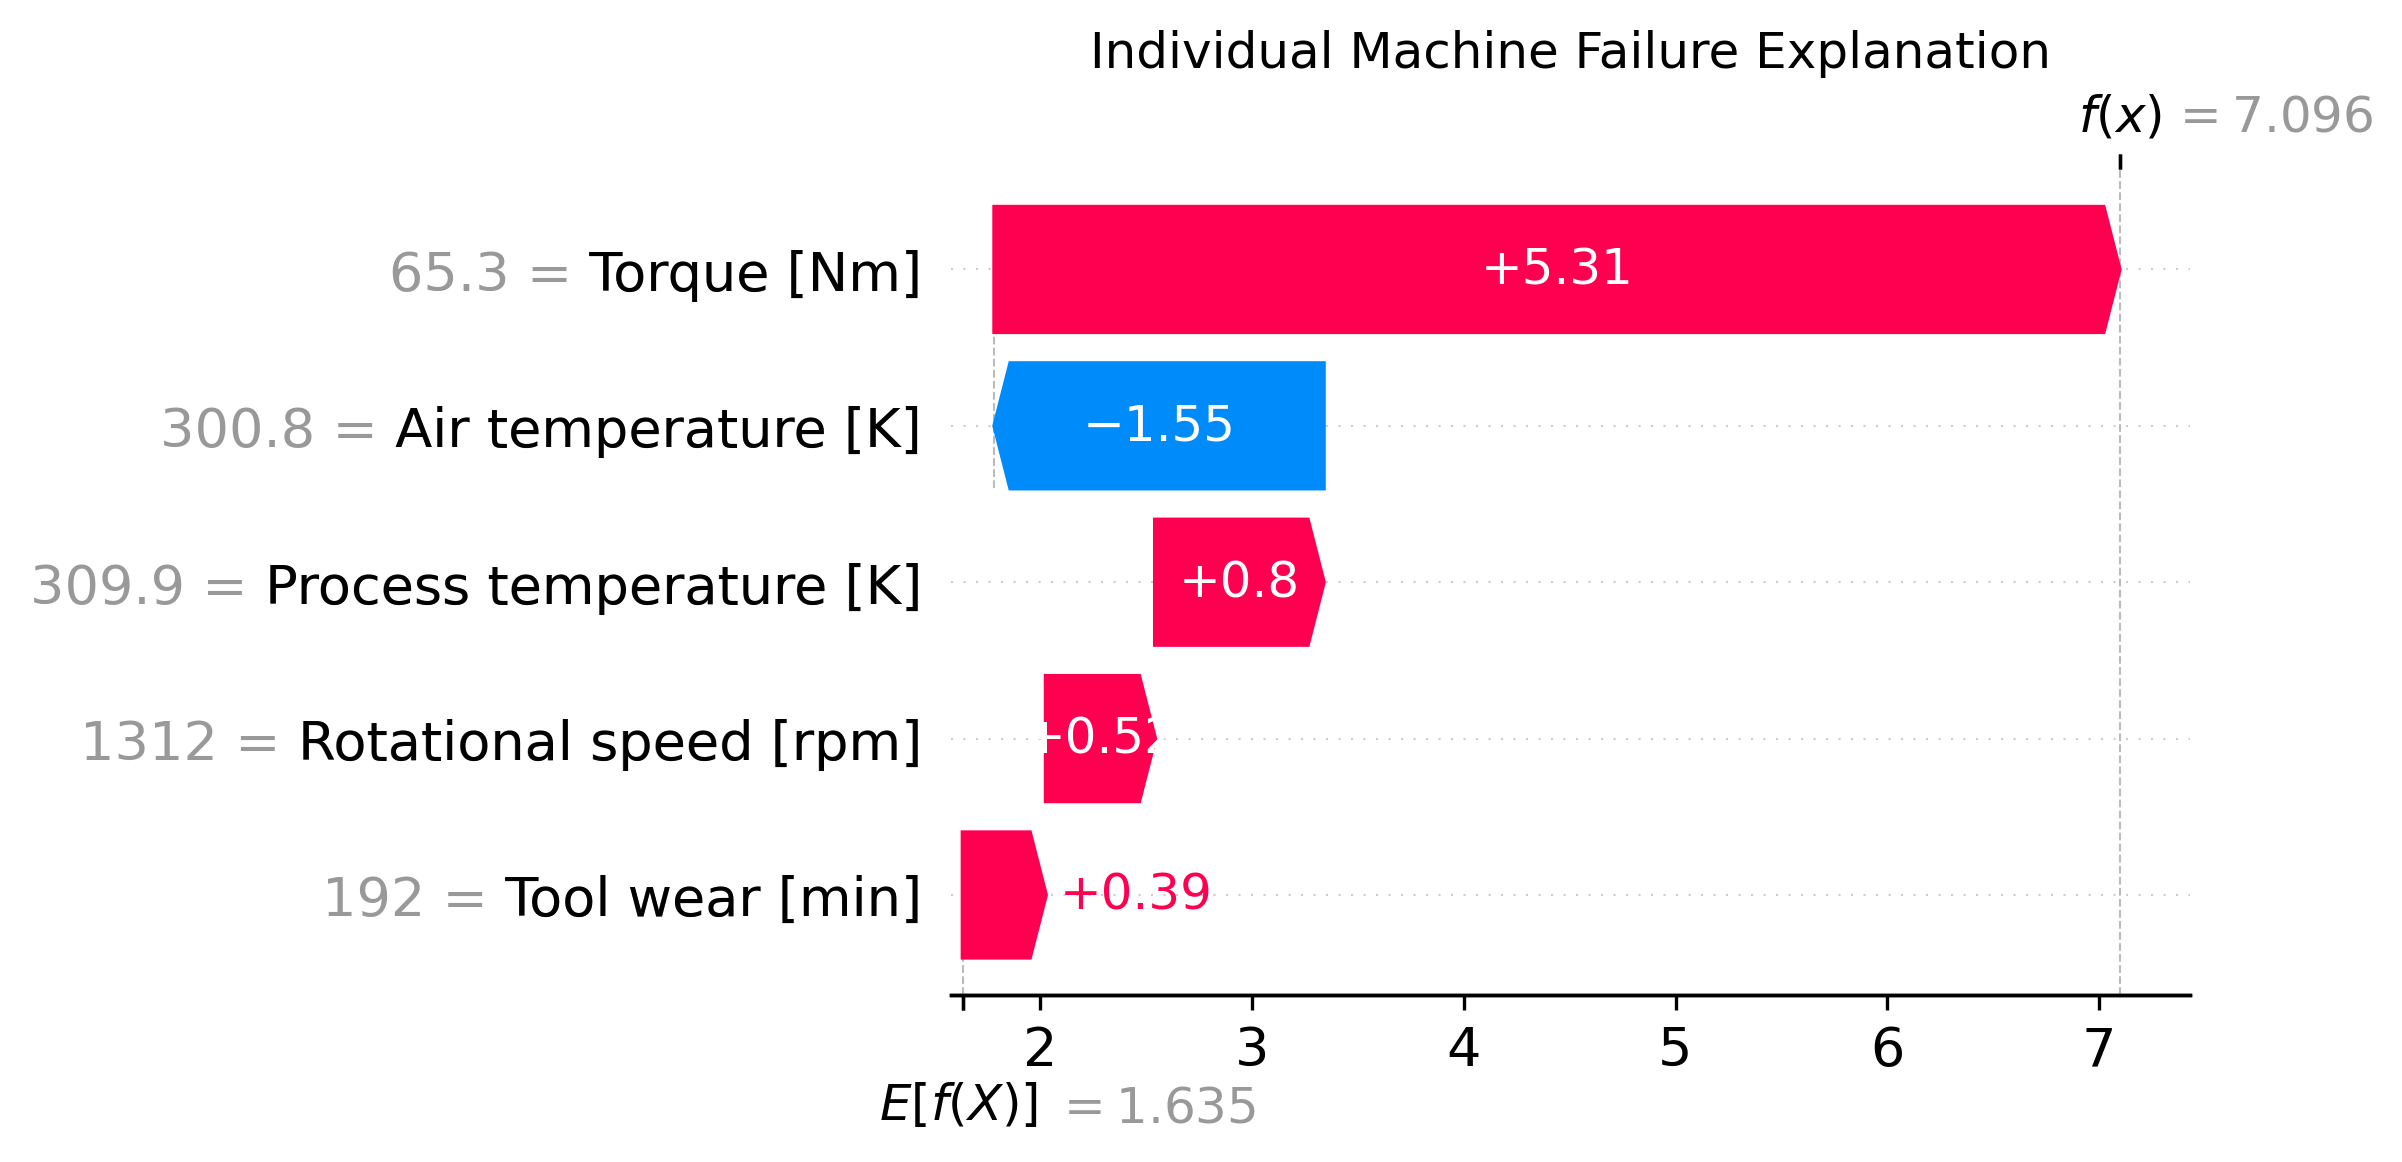 Individual Machine Failure Explanation
f(x) = 7.096
65.3 = Torque [Nm] +5.31
300.8 = Air temperature [K] −1.55
309.9 = Process temperature [K] +0.8
1312 = Rotational speed [rpm] +0.52
192 = Tool wear [min] +0.39
2 3 4 5 6 7
E[f(X)] = 1.635